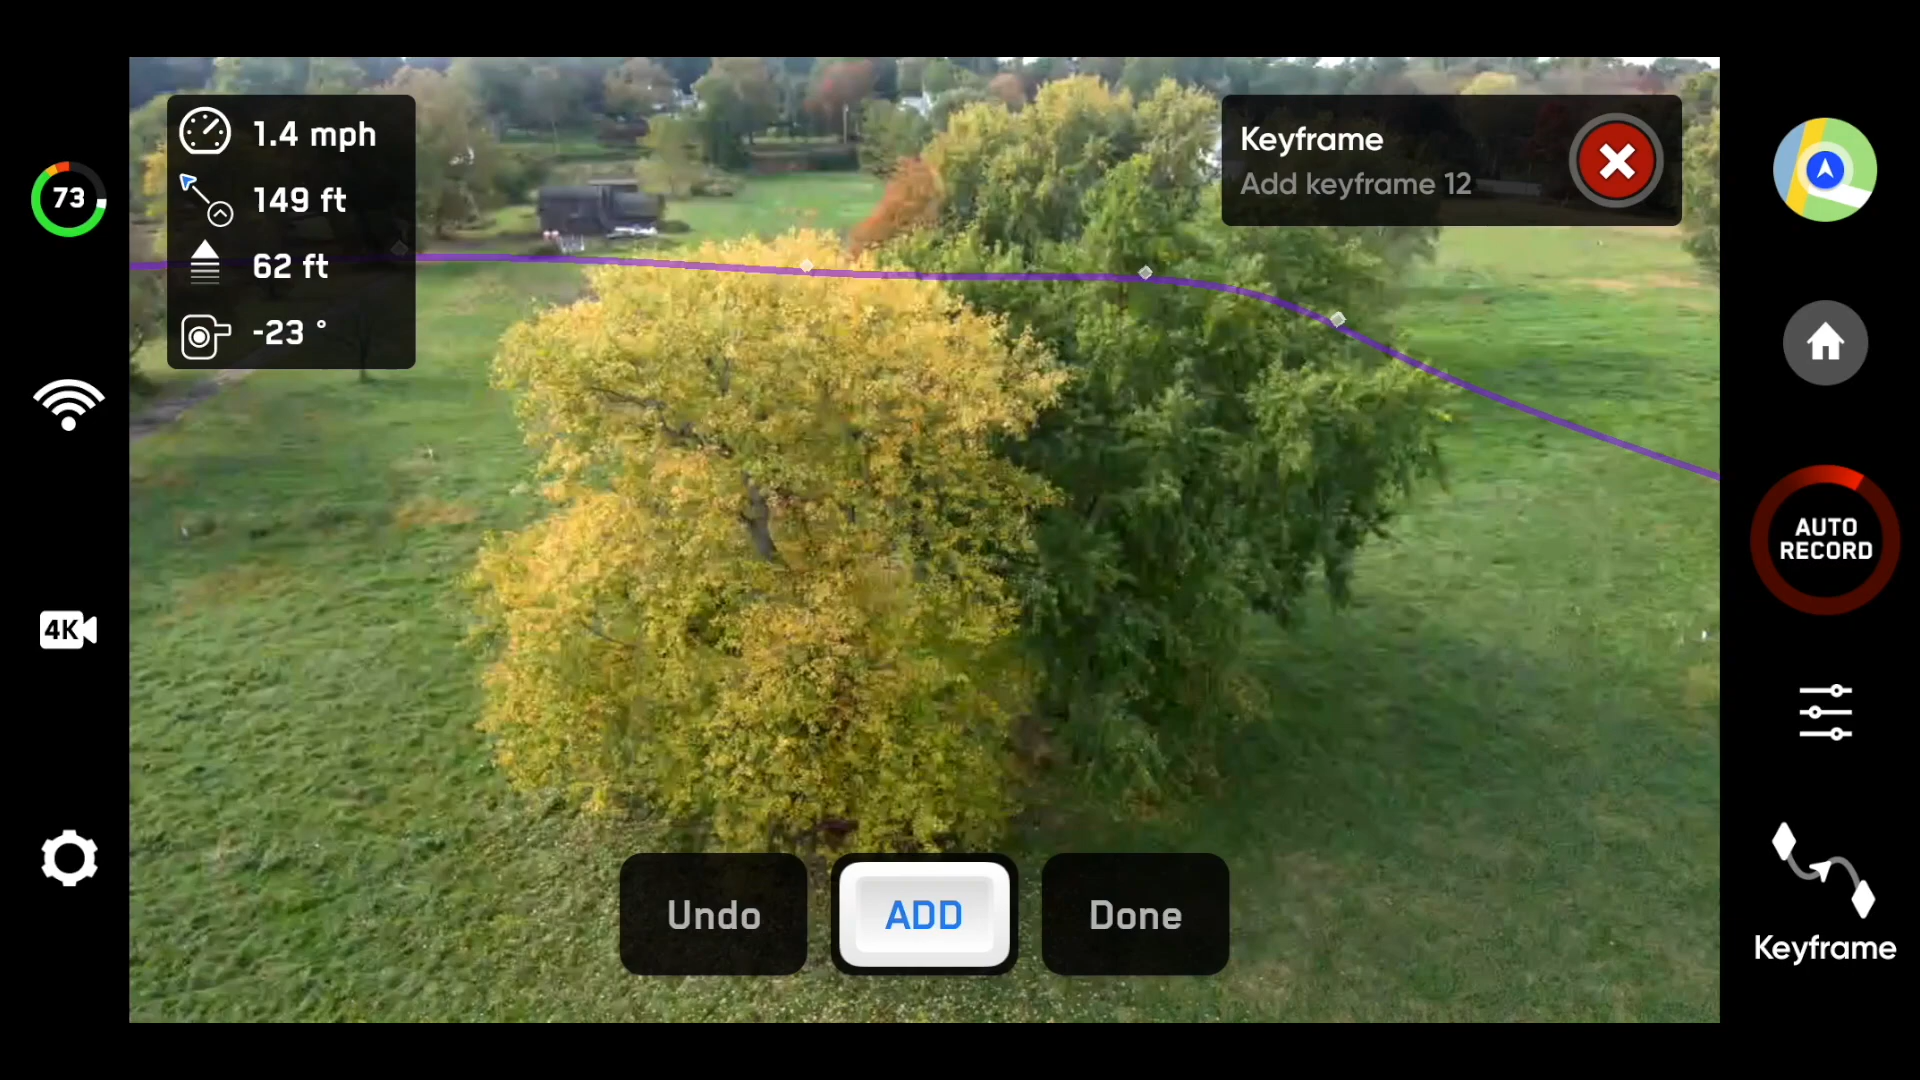 73
4K
1.4 mph
149 ft
62 ft
-23 °
Keyframe
Add keyframe 12
Undo
ADD
Done
AUTO
RECORD
Keyframe